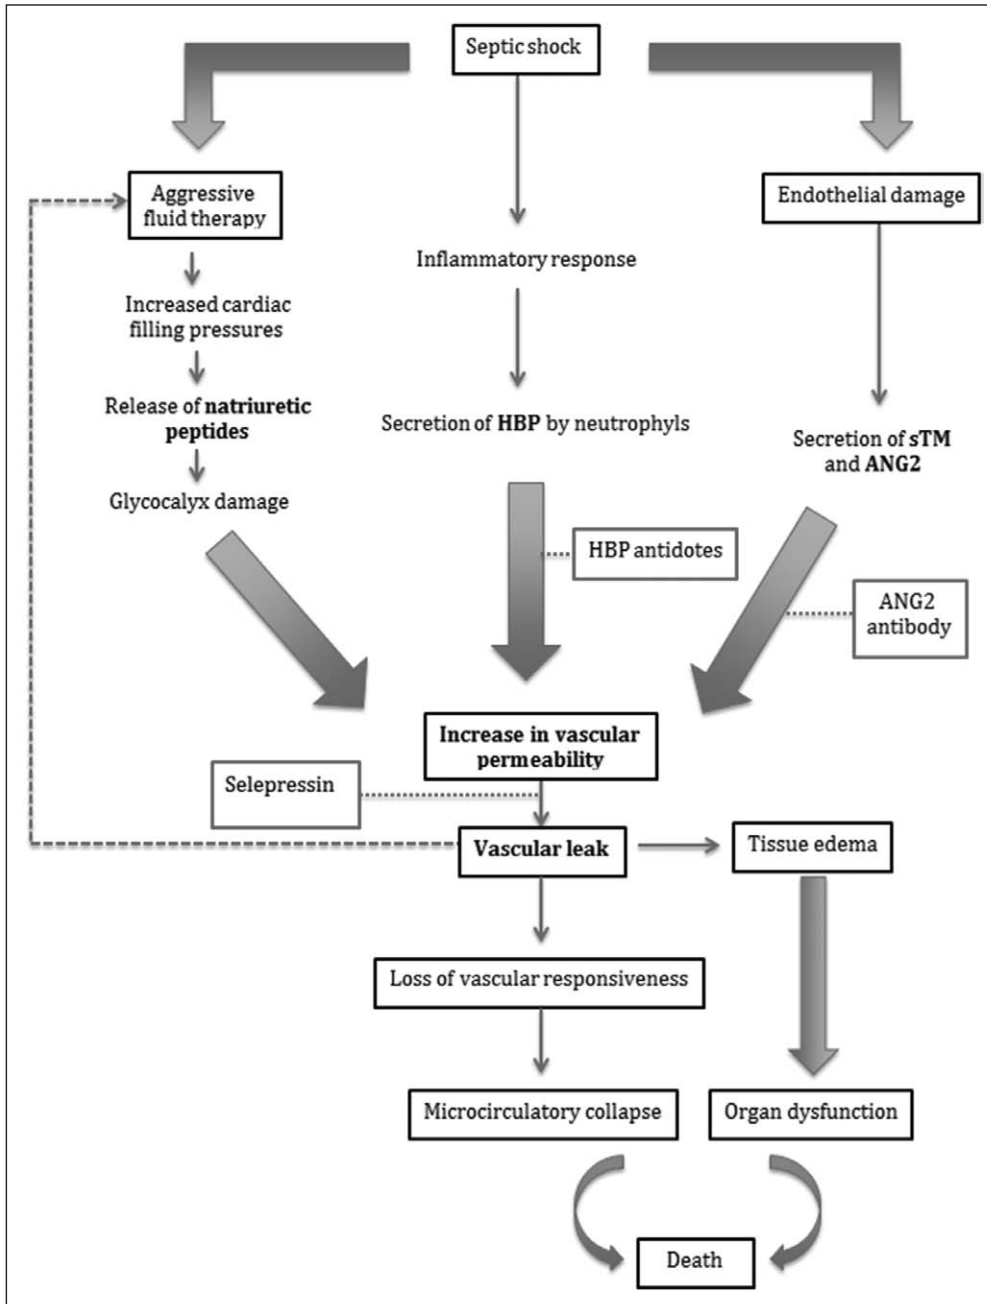 Septic shock
Aggressive
fluid therapy
Increased cardiac
filling pressures
Release of natriuretic
peptides
Glycocalyx damage
Inflammatory response
Secretion of HBP by neutrophyls
HBP antidotes
Endothelial damage
Secretion of sTM
and ANG2
ANG2
antibody
Increase in vascular
permeability
Selepressin
Vascular leak
Tissue edema
Loss of vascular responsiveness
Microcirculatory collapse
Organ dysfunction
Death